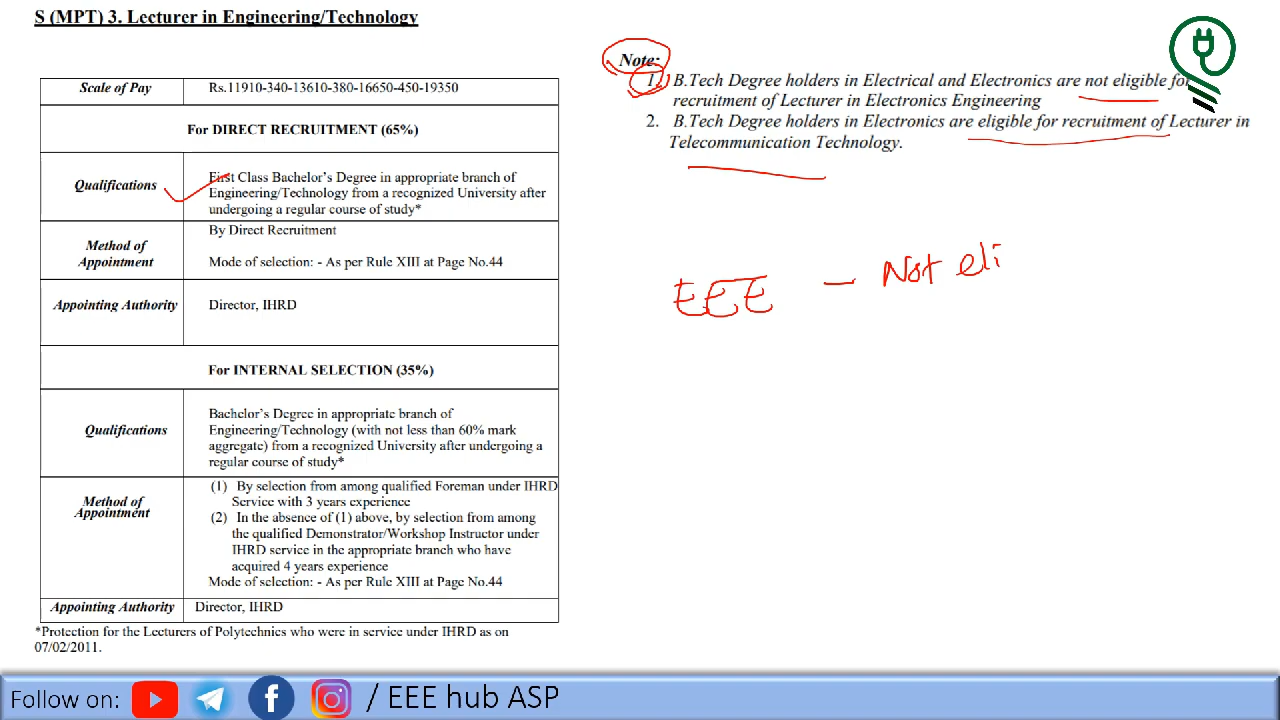 S (MPT) 3. Lecturer in Engineering/Technology
Scale of Pay
Rs.11910-340-13610-380-16650-450-19350
For DIRECT RECRUITMENT (65%)
Qualifications
First Class Bachelor's Degree in appropriate branch of
Engineering/Technology from a recognized University after
undergoing a regular course of study*
Method of
Appointment
By Direct Recruitment
Mode of selection: - As per Rule XIII at Page No.44
Appointing Authority
Director, IHRD
For INTERNAL SELECTION (35%)
Qualifications
Bachelor's Degree in appropriate branch of
Engineering/Technology (with not less than 60% mark
aggregate) from a recognized University after undergoing a
regular course of study*
Method of
Appointment
(1) By selection from among qualified Foreman under IHRD
Service with 3 years experience
(2) In the absence of (1) above, by selection from among
the qualified Demonstrator/Workshop Instructor under
IHRD service in the appropriate branch who have
acquired 4 years experience
Mode of selection: - As per Rule XIII at Page No.44
Appointing Authority
Director, IHRD
*Protection for the Lecturers of Polytechnics who were in service under IHRD as on
07/02/2011.
Note:
1. B.Tech Degree holders in Electrical and Electronics are not eligible for
recruitment of Lecturer in Electronics Engineering
2. B.Tech Degree holders in Electronics are eligible for recruitment of Lecturer in
Telecommunication Technology.
EEE – Not eli
Follow on: / EEE hub ASP